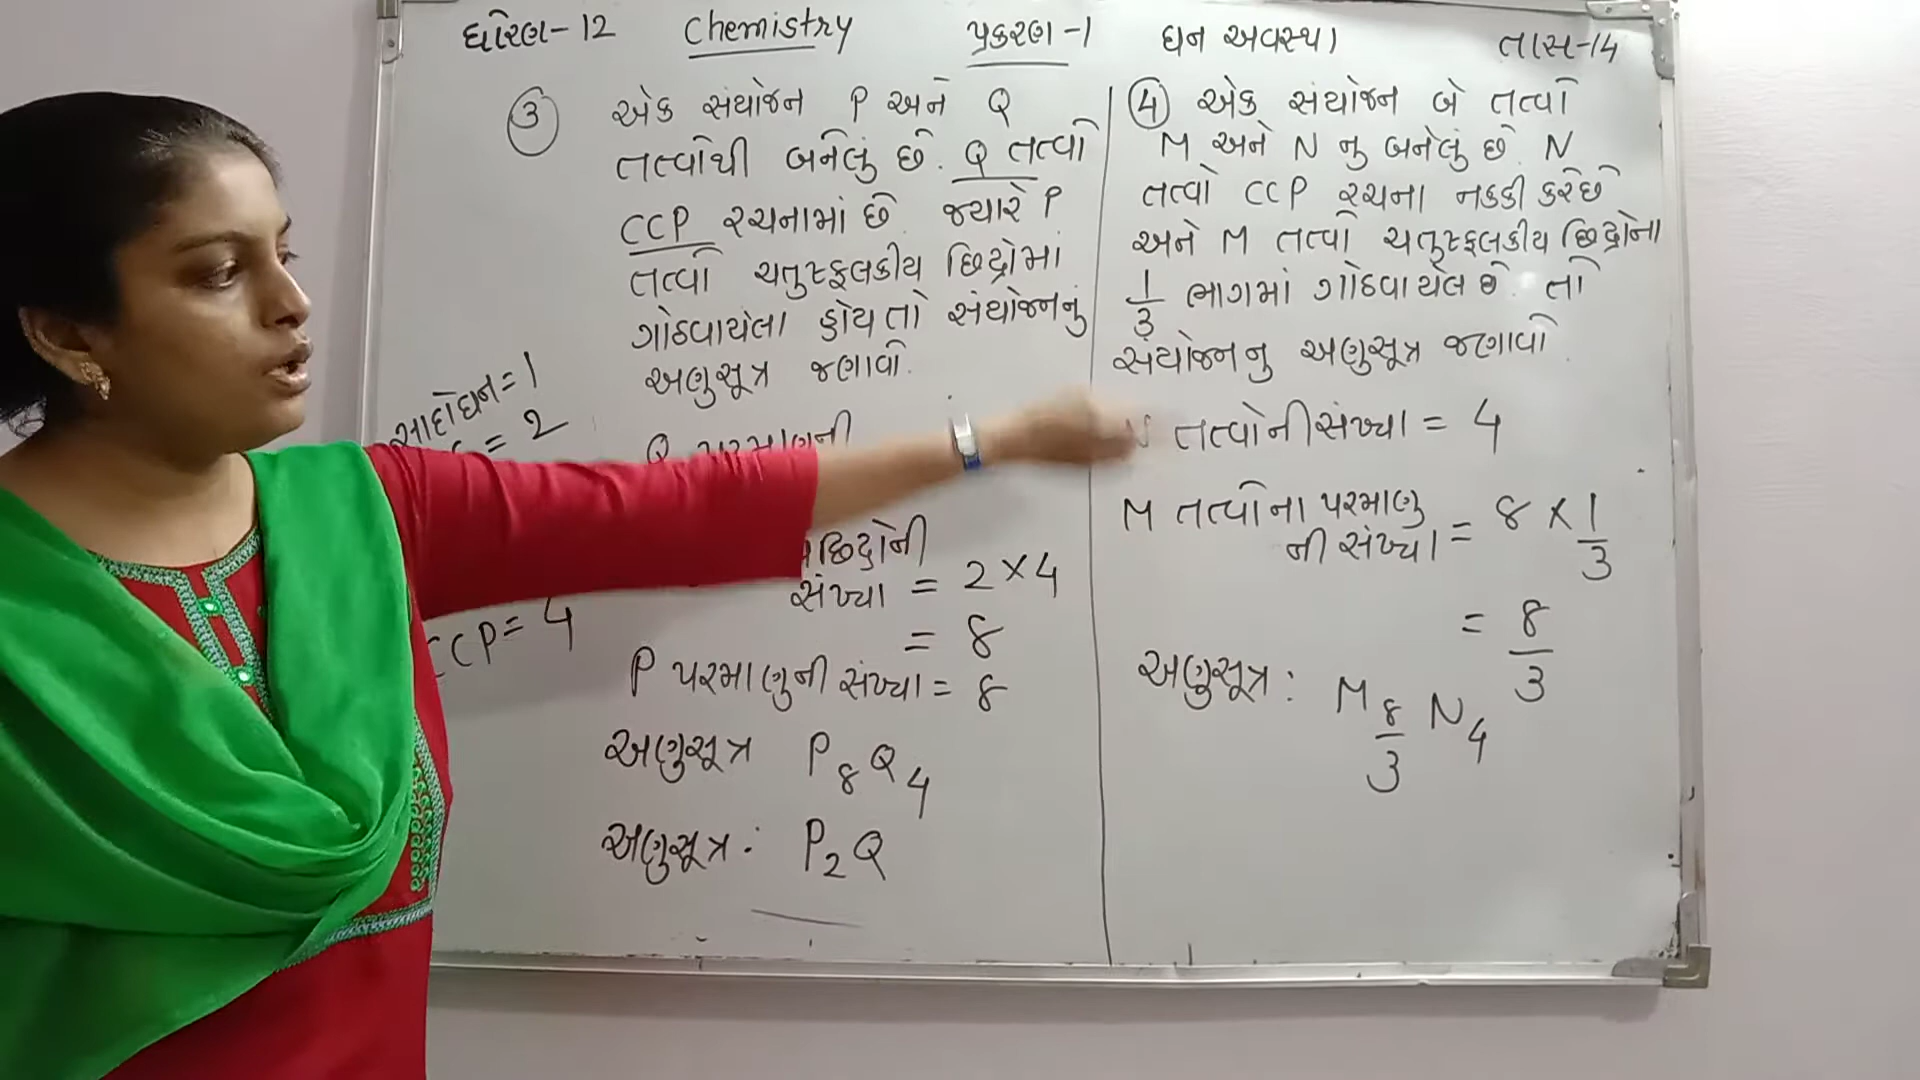 ધોરણ-12 Chemistry પ્રકરણ-1 ઘન અવસ્થા તાસ-14
③ એક સંયોજન P અને Q
તત્વોથી બનેલું છે. Q તત્વો
CCP રચનામાં છે જ્યારે P
તત્વો ચતુષ્ફલકીય છિદ્રોમાં
ગોઠવાયેલા હોય તો સંયોજનનું
અણુસૂત્ર જણાવો.
સાદોઘન = 1
= 2
CCP = 4
Q પરમાણુની
છિદ્રોની
સંખ્યા = 2 × 4
= 8
P પરમાણુની સંખ્યા = 8
અણુસૂત્ર P₈Q₄
અણુસૂત્ર : P₂Q
④ એક સંયોજન બે તત્વો
M અને N નુ બનેલું છે. N
તત્વો CCP રચના નક્કી કરેછે
અને M તત્વો ચતુષ્ફલકીય છિદ્રોના
1/3 ભાગમાં ગોઠવાયેલ છે. તો
સંયોજનનુ અણુસૂત્ર જણાવો.
N તત્વોની સંખ્યા = 4
M તત્વોના પરમાણુ
ની સંખ્યા = 8 × 1/3
= 8/3
અણુસૂત્ર : M8/3 N₄